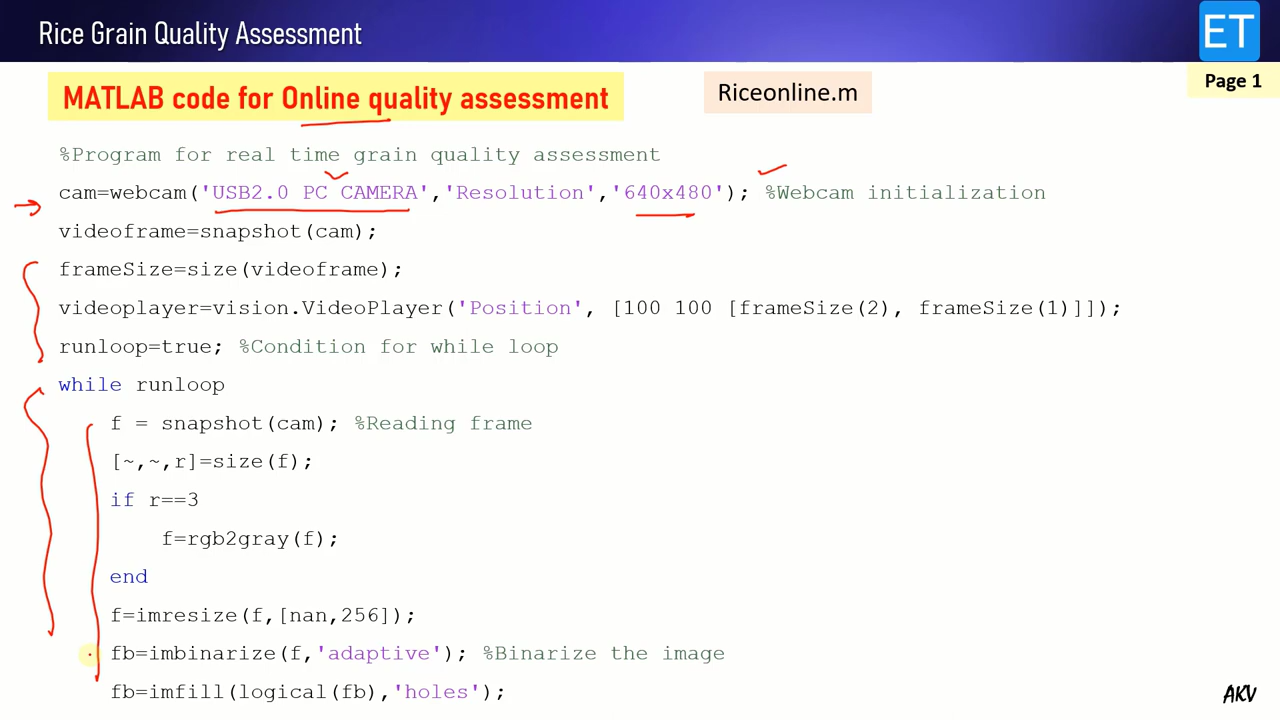 Rice Grain Quality Assessment
ET
MATLAB code for Online quality assessment
Riceonline.m
Page 1
%Program for real time grain quality assessment
cam=webcam('USB2.0 PC CAMERA','Resolution','640x480'); %Webcam initialization
videoframe=snapshot(cam);
frameSize=size(videoframe);
videoplayer=vision.VideoPlayer('Position', [100 100 [frameSize(2), frameSize(1)]]);
runloop=true; %Condition for while loop
while runloop
f = snapshot(cam); %Reading frame
[~,~,r]=size(f);
if r==3
f=rgb2gray(f);
end
f=imresize(f,[nan,256]);
fb=imbinarize(f,'adaptive'); %Binarize the image
fb=imfill(logical(fb),'holes');
AKV